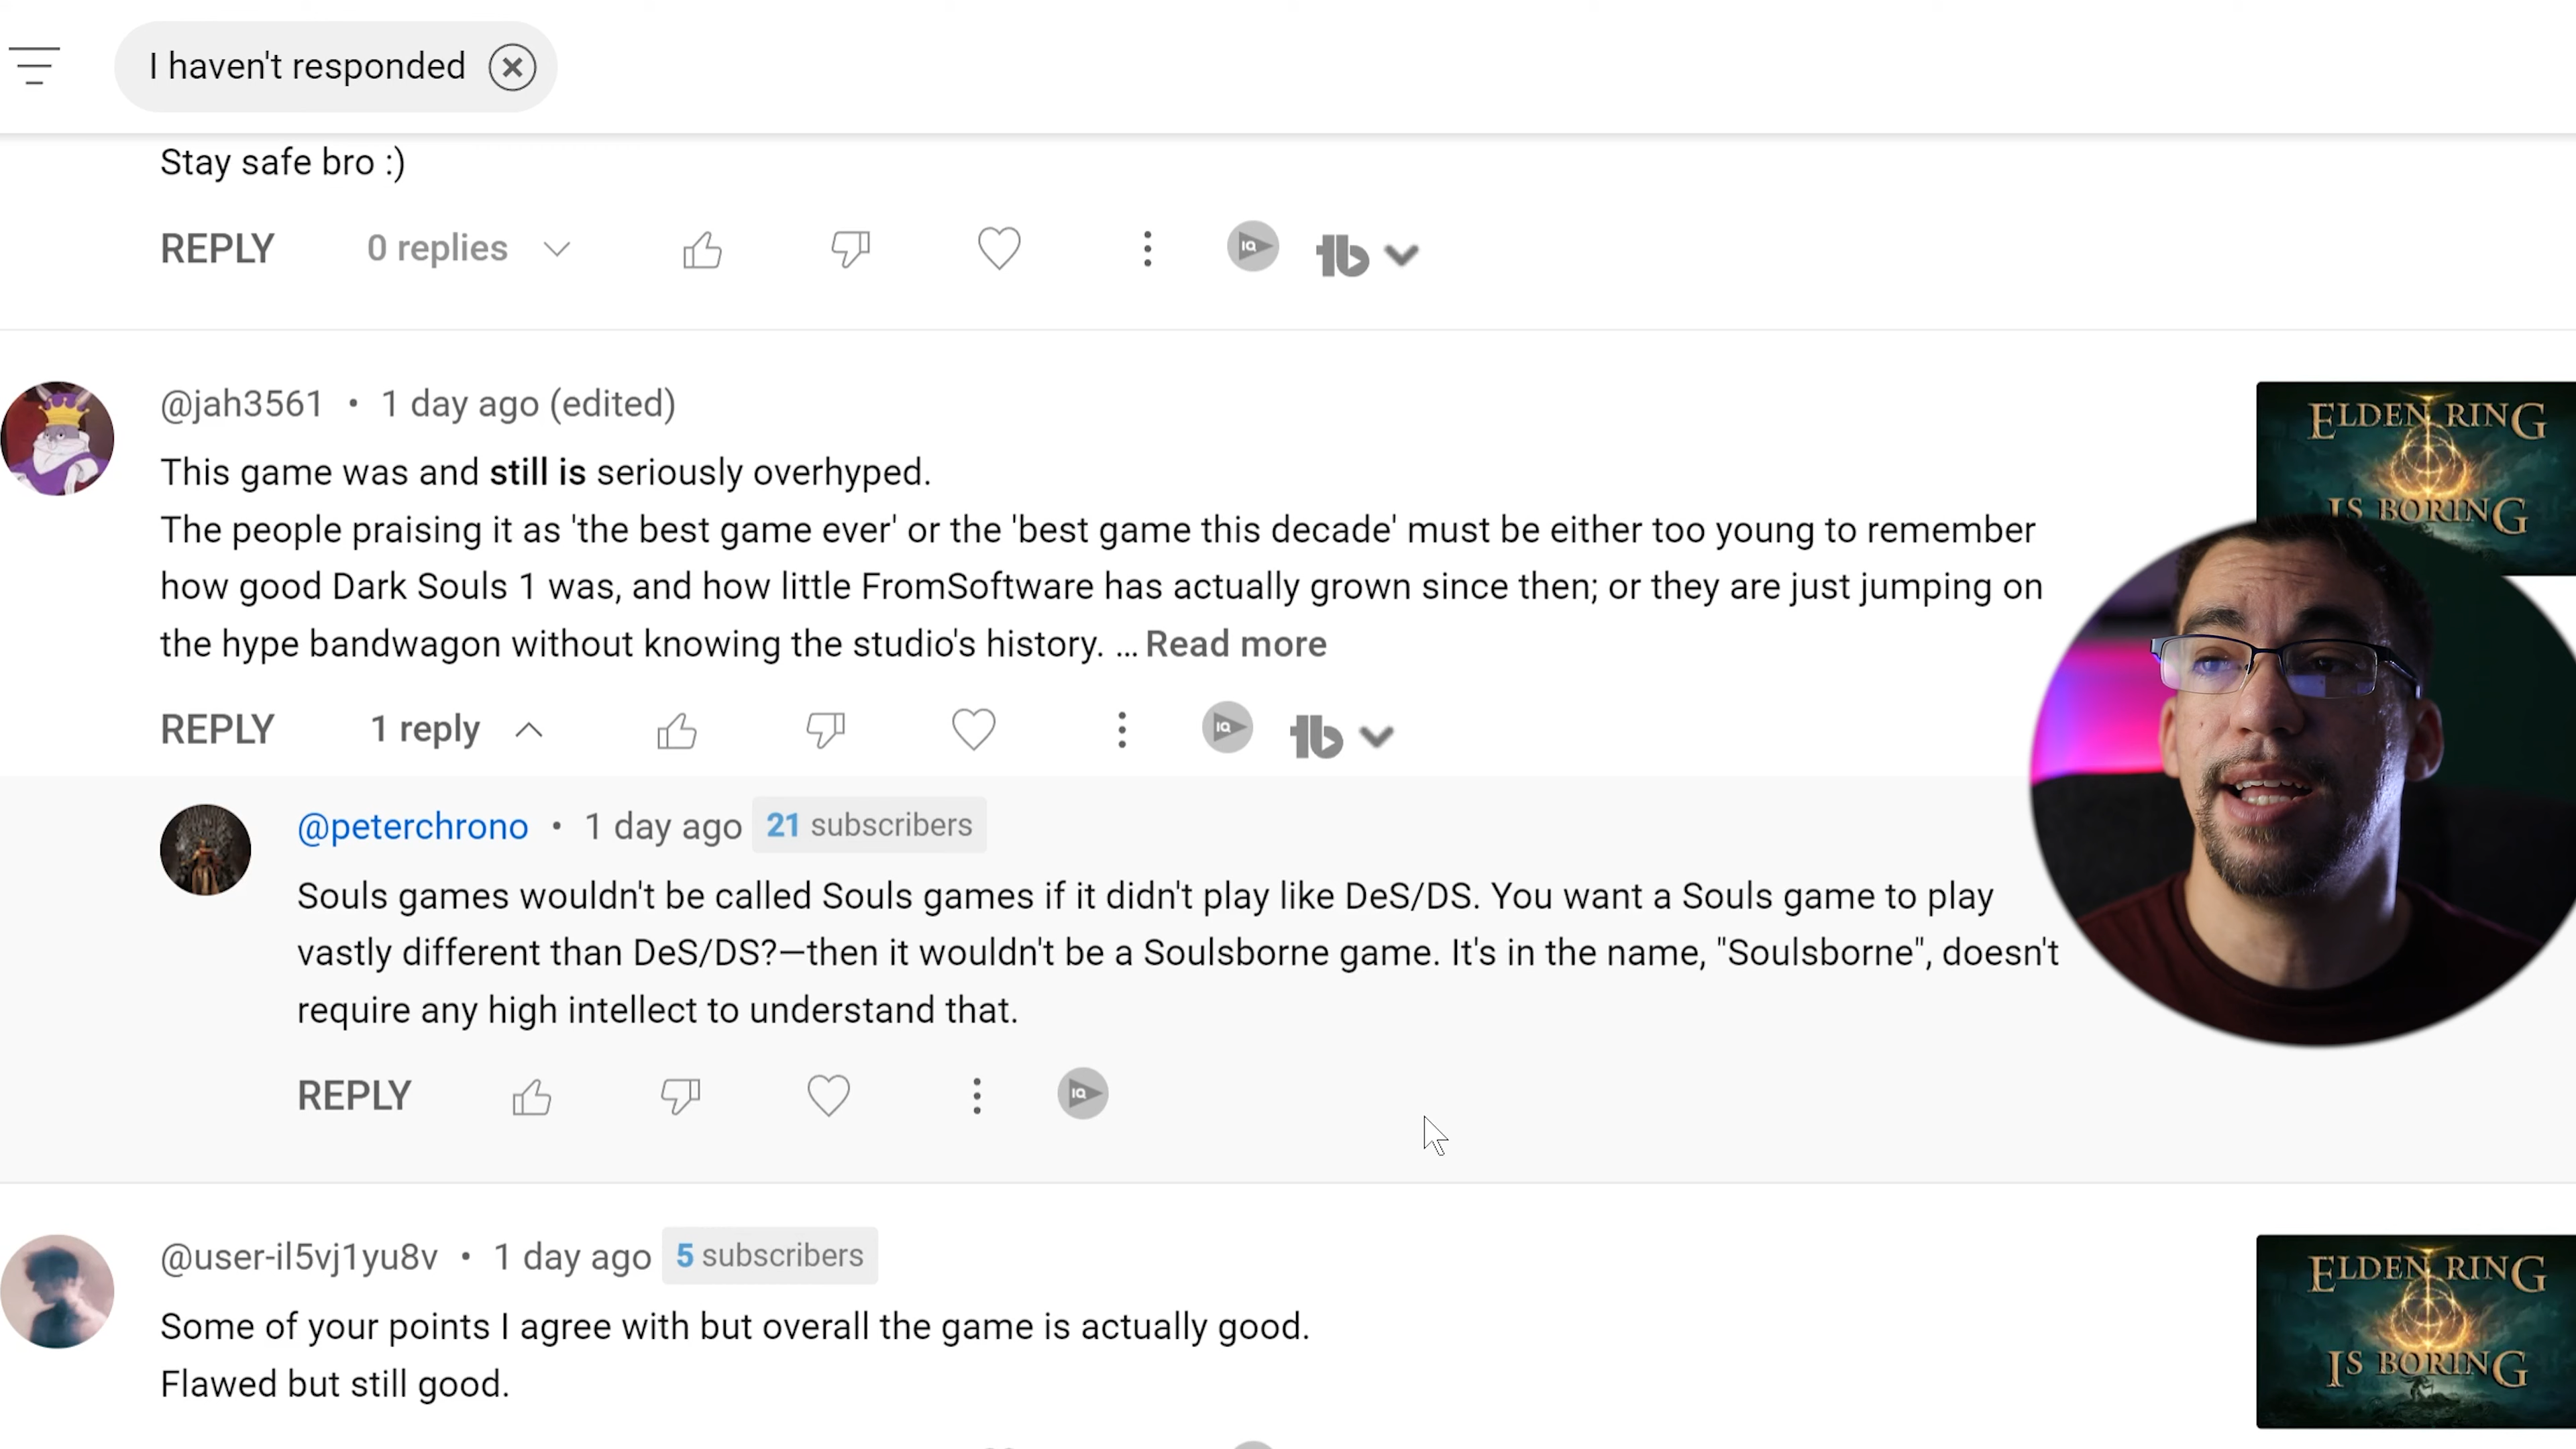 I haven't responded
Stay safe bro :)
REPLY 0 replies
@jah3561 • 1 day ago (edited)
This game was and still is seriously overhyped.
The people praising it as 'the best game ever' or the 'best game this decade' must be either too young to remember
how good Dark Souls 1 was, and how little FromSoftware has actually grown since then; or they are just jumping on
the hype bandwagon without knowing the studio's history. ... Read more
REPLY 1 reply
ELDEN RING
IS BORING
@peterchrono • 1 day ago 21 subscribers
Souls games wouldn't be called Souls games if it didn't play like DeS/DS. You want a Souls game to play
vastly different than DeS/DS?—then it wouldn't be a Soulsborne game. It's in the name, "Soulsborne", doesn't
require any high intellect to understand that.
REPLY
@user-il5vj1yu8v • 1 day ago 5 subscribers
Some of your points I agree with but overall the game is actually good.
Flawed but still good.
ELDEN RING
IS BORING